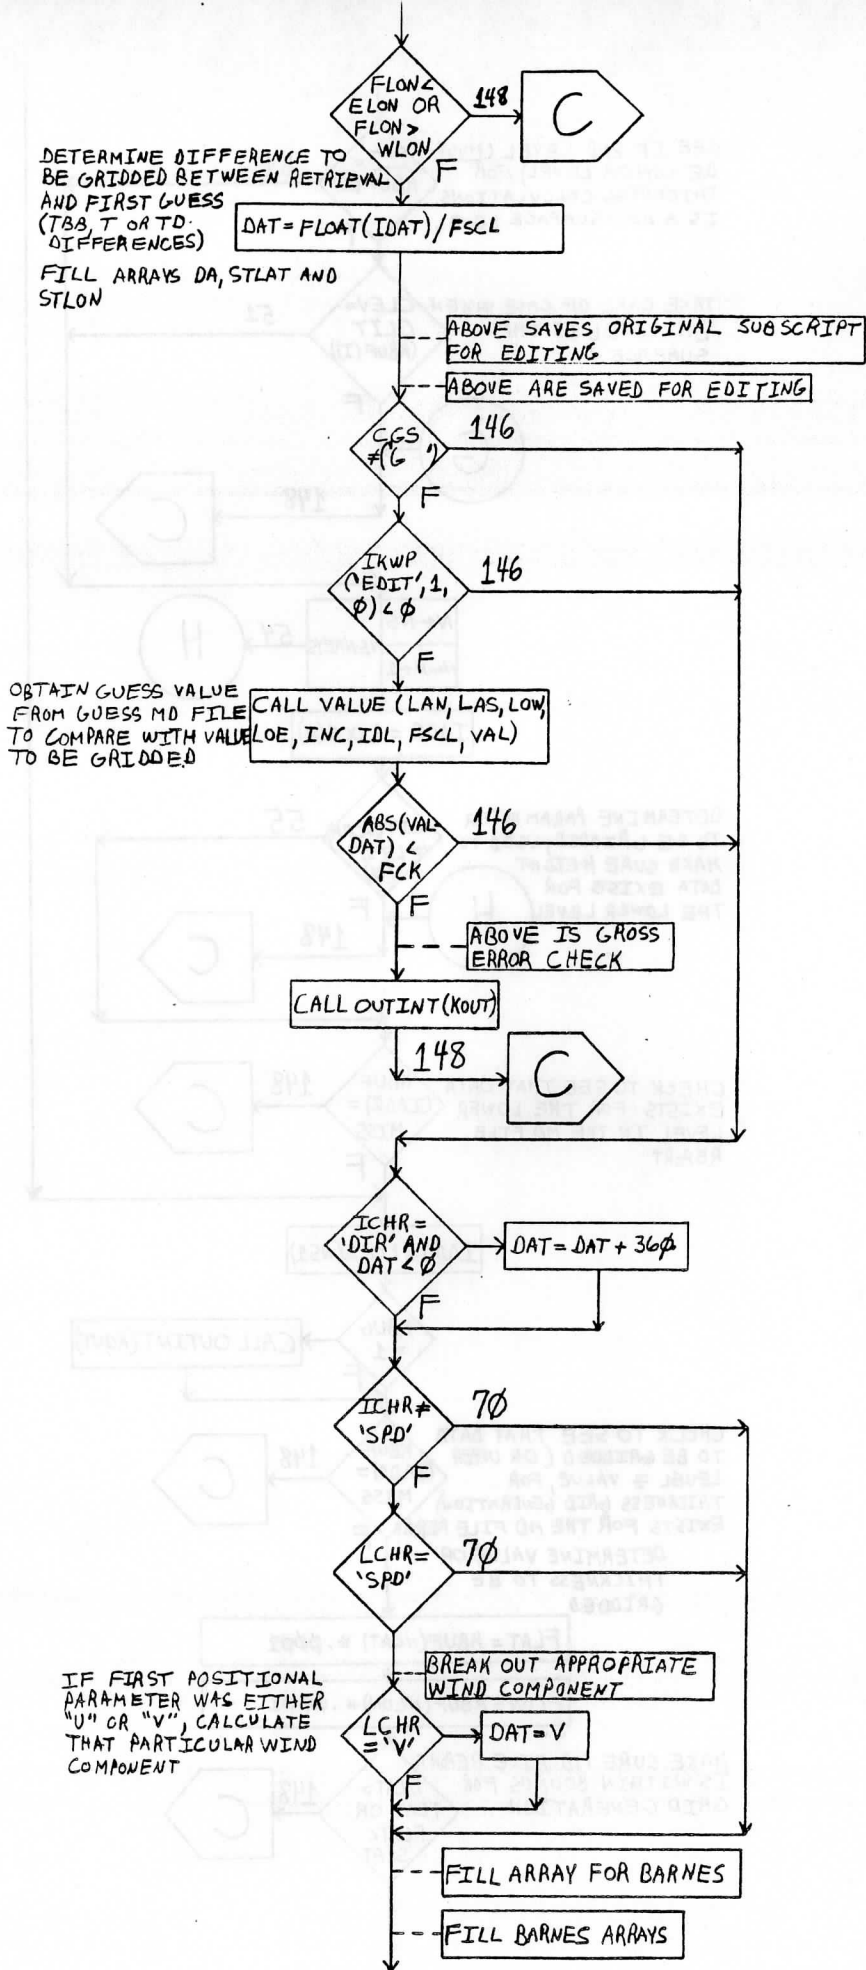 FLON<
ELON OR
FLON>
WLON
148
C
F
DETERMINE DIFFERENCE TO
BE GRIDDED BETWEEN RETRIEVAL
AND FIRST GUESS
(TBB, T OR TD
DIFFERENCES)
DAT=FLOAT(IDAT)/FSCL
FILL ARRAYS DA, STLAT AND
STLON
ABOVE SAVES ORIGINAL SUBSCRIPT
FOR EDITING
ABOVE ARE SAVED FOR EDITING
CGS
≠('G ')
146
F
IKWP
('EDIT',1,
Ø)<Ø
146
F
OBTAIN GUESS VALUE
FROM GUESS MD FILE
TO COMPARE WITH VALUE
TO BE GRIDDED
CALL VALUE (LAN, LAS, LOW,
LOE, INC, IDL, FSCL, VAL)
ABS(VAL-
DAT) <
FCK
146
F
ABOVE IS GROSS
ERROR CHECK
CALL OUTINT(KOUT)
148
C
ICHR=
'DIR' AND
DAT<Ø
DAT=DAT+36Ø
F
ICHR≠
'SPD'
7Ø
F
LCHR=
'SPD'
7Ø
BREAK OUT APPROPRIATE
WIND COMPONENT
IF FIRST POSITIONAL
PARAMETER WAS EITHER
"U" OR "V", CALCULATE
THAT PARTICULAR WIND
COMPONENT
LCHR
='V'
DAT=V
F
FILL ARRAY FOR BARNES
FILL BARNES ARRAYS